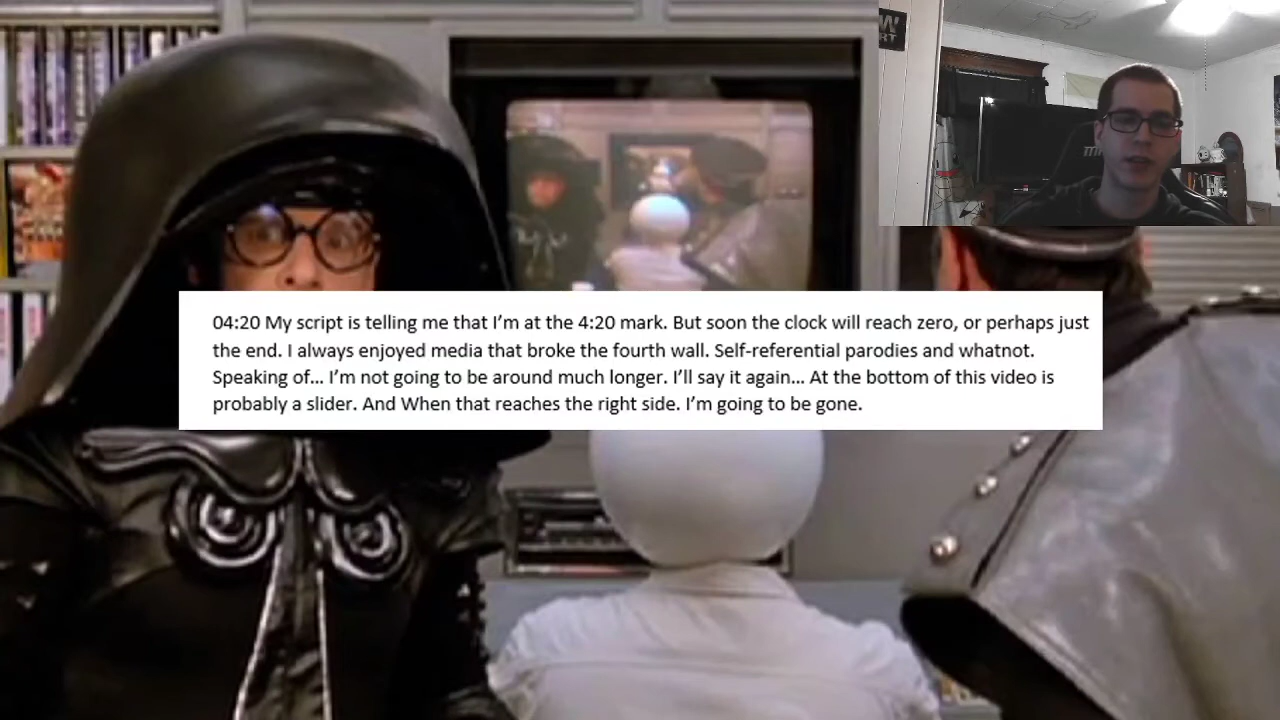 04:20 My script is telling me that I’m at the 4:20 mark. But soon the clock will reach zero, or perhaps just
the end. I always enjoyed media that broke the fourth wall. Self-referential parodies and whatnot.
Speaking of... I’m not going to be around much longer. I’ll say it again... At the bottom of this video is
probably a slider. And When that reaches the right side. I’m going to be gone.